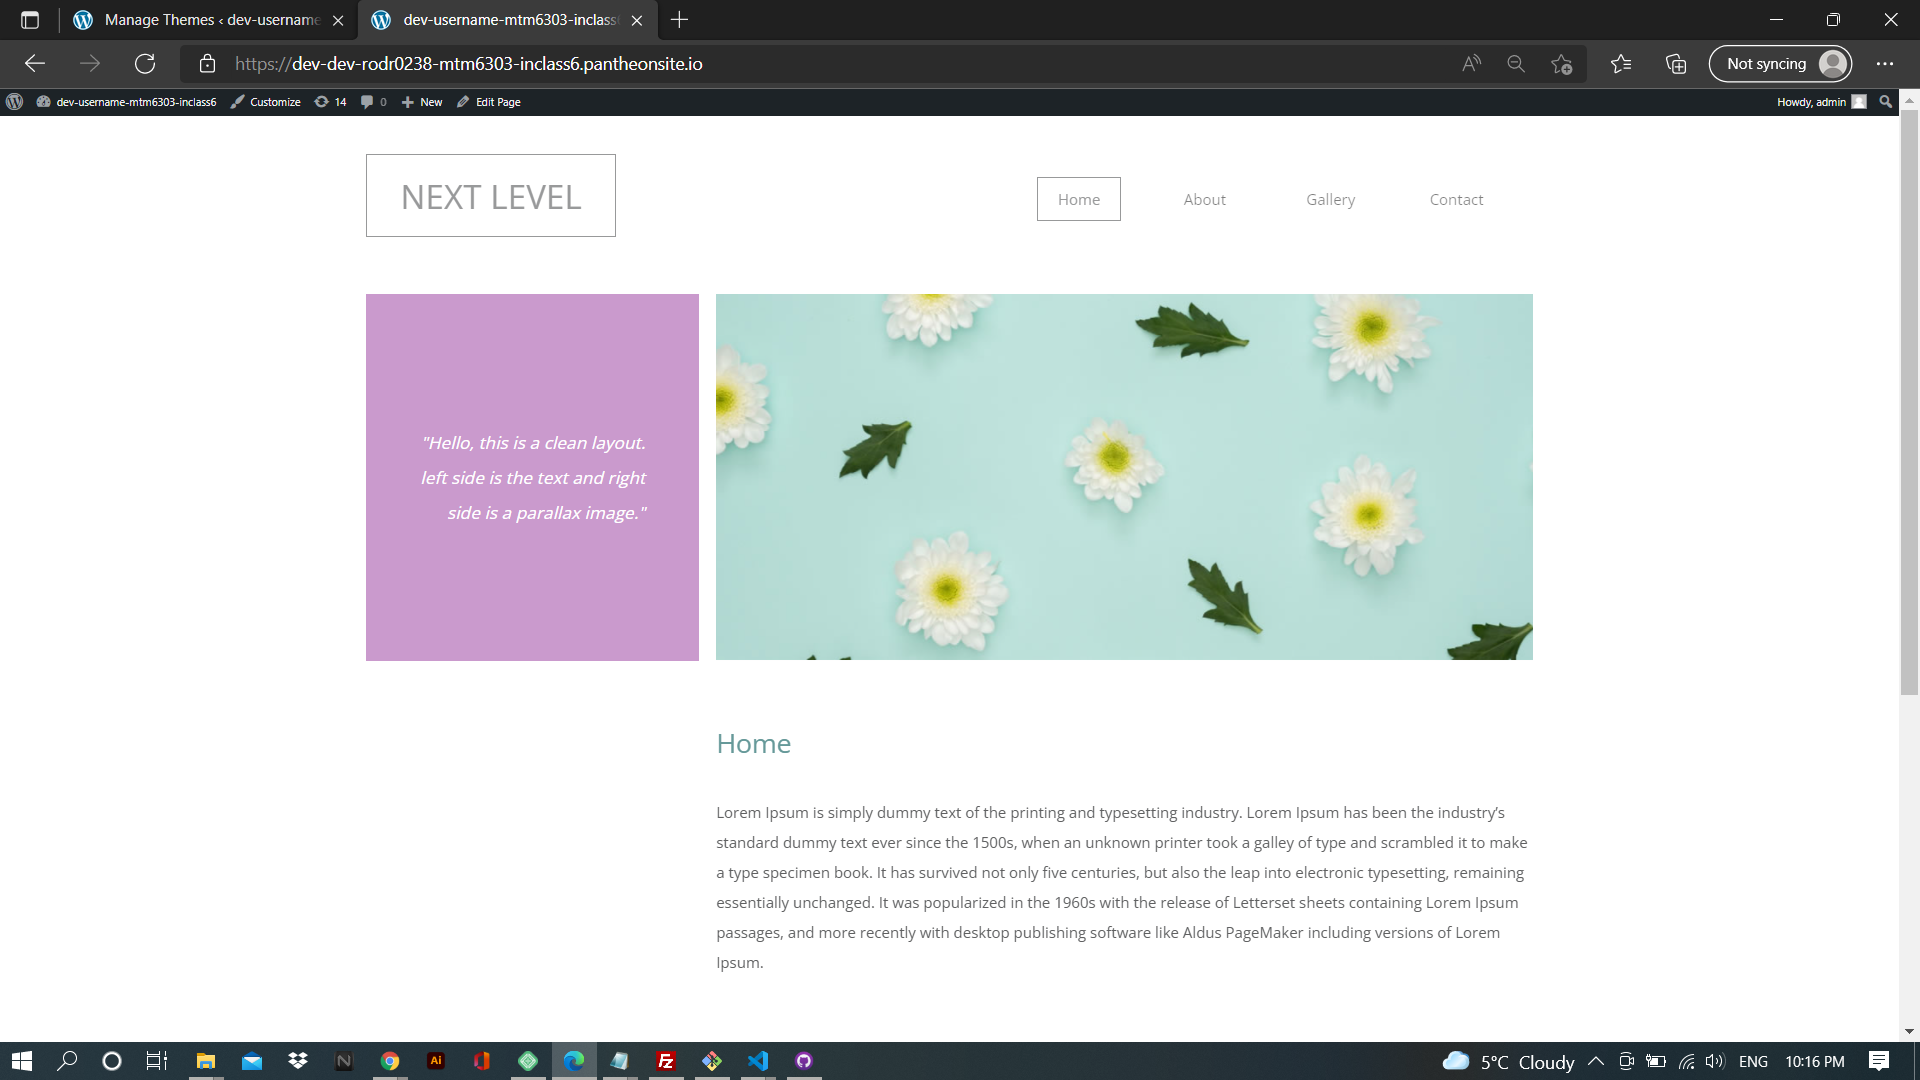 Manage Themes ‹ dev-username
dev-username-mtm6303-inclass
https://dev-dev-rodr0238-mtm6303-inclass6.pantheonsite.io
Not syncing
dev-username-mtm6303-inclass6
Customize
14
0
New
Edit Page
Howdy, admin
NEXT LEVEL
Home
About
Gallery
Contact
"Hello, this is a clean layout.
left side is the text and right
side is a parallax image."
Home
Lorem Ipsum is simply dummy text of the printing and typesetting industry. Lorem Ipsum has been the industry’s
standard dummy text ever since the 1500s, when an unknown printer took a galley of type and scrambled it to make
a type specimen book. It has survived not only five centuries, but also the leap into electronic typesetting, remaining
essentially unchanged. It was popularized in the 1960s with the release of Letterset sheets containing Lorem Ipsum
passages, and more recently with desktop publishing software like Aldus PageMaker including versions of Lorem
Ipsum.
Ai
Fz
5°C Cloudy
ENG
10:16 PM